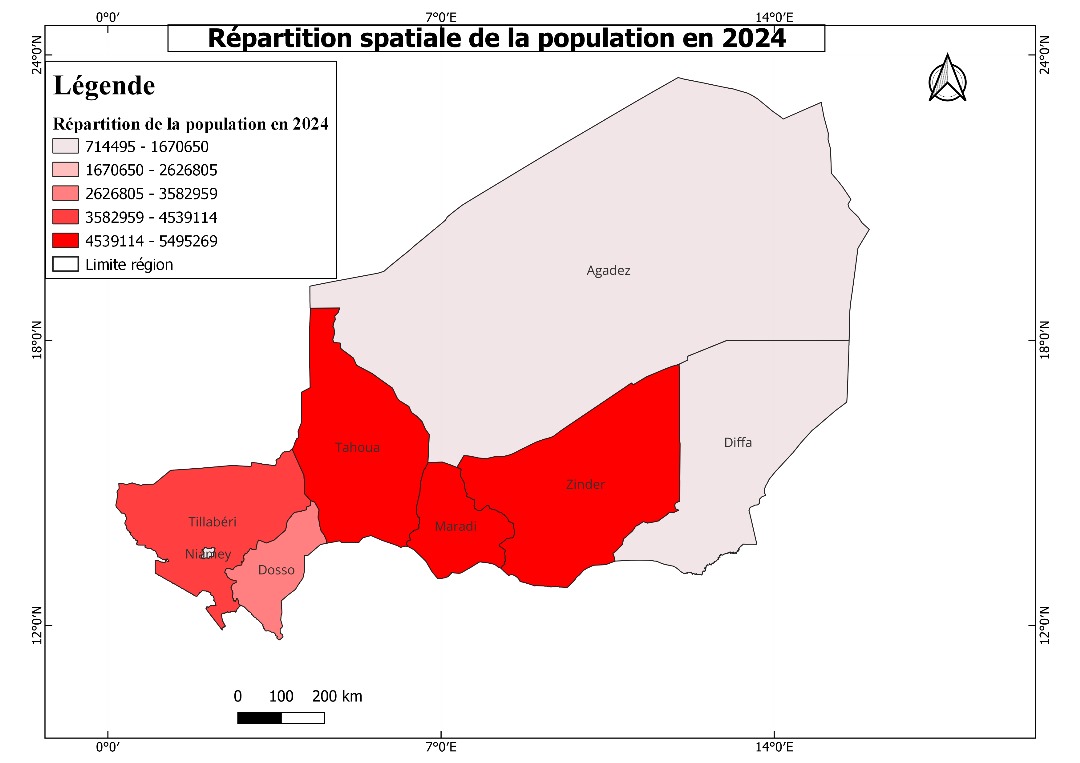 0°0′ 7°0′E 14°0′E
Répartition spatiale de la population en 2024
24°0′N 24°0′N
Légende
Répartition de la population en 2024
714495 - 1670650
1670650 - 2626805
2626805 - 3582959
3582959 - 4539114
4539114 - 5495269
Limite région
Agadez
18°0′N 18°0′N
Diffa
Tahoua
Zinder
Tillabéri
Maradi
Niamey
Dosso
12°0′N 12°0′N
0 100 200 km
0°0′ 7°0′E 14°0′E